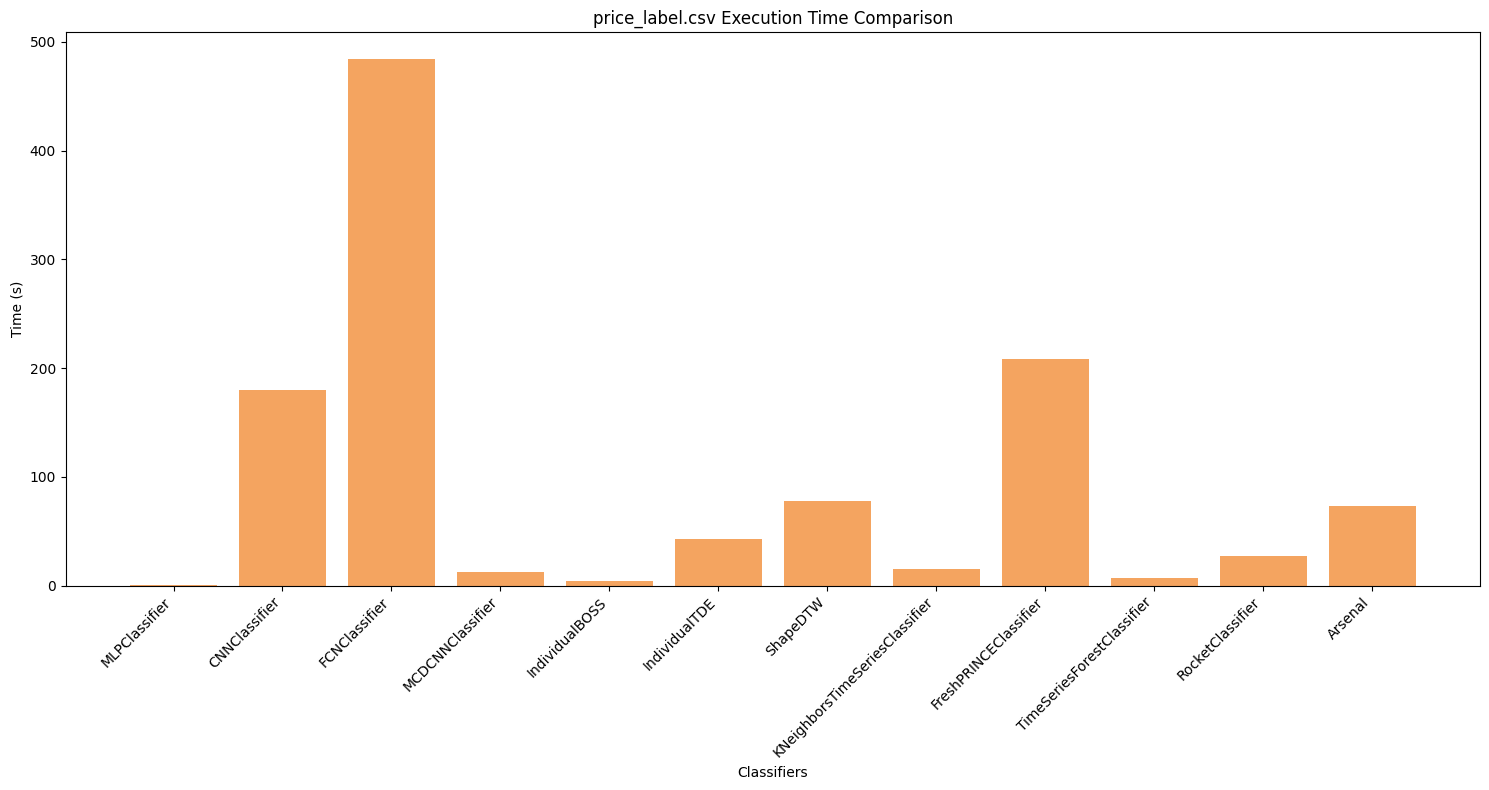 price_label.csv Execution Time Comparison
Time (s)
500
400
300
200
100
0
MLPClassifier
CNNClassifier
FCNClassifier
MCDCNNClassifier
IndividualBOSS
IndividualTDE
ShapeDTW
KNeighborsTimeSeriesClassifier
FreshPRINCEClassifier
TimeSeriesForestClassifier
RocketClassifier
Arsenal
Classifiers